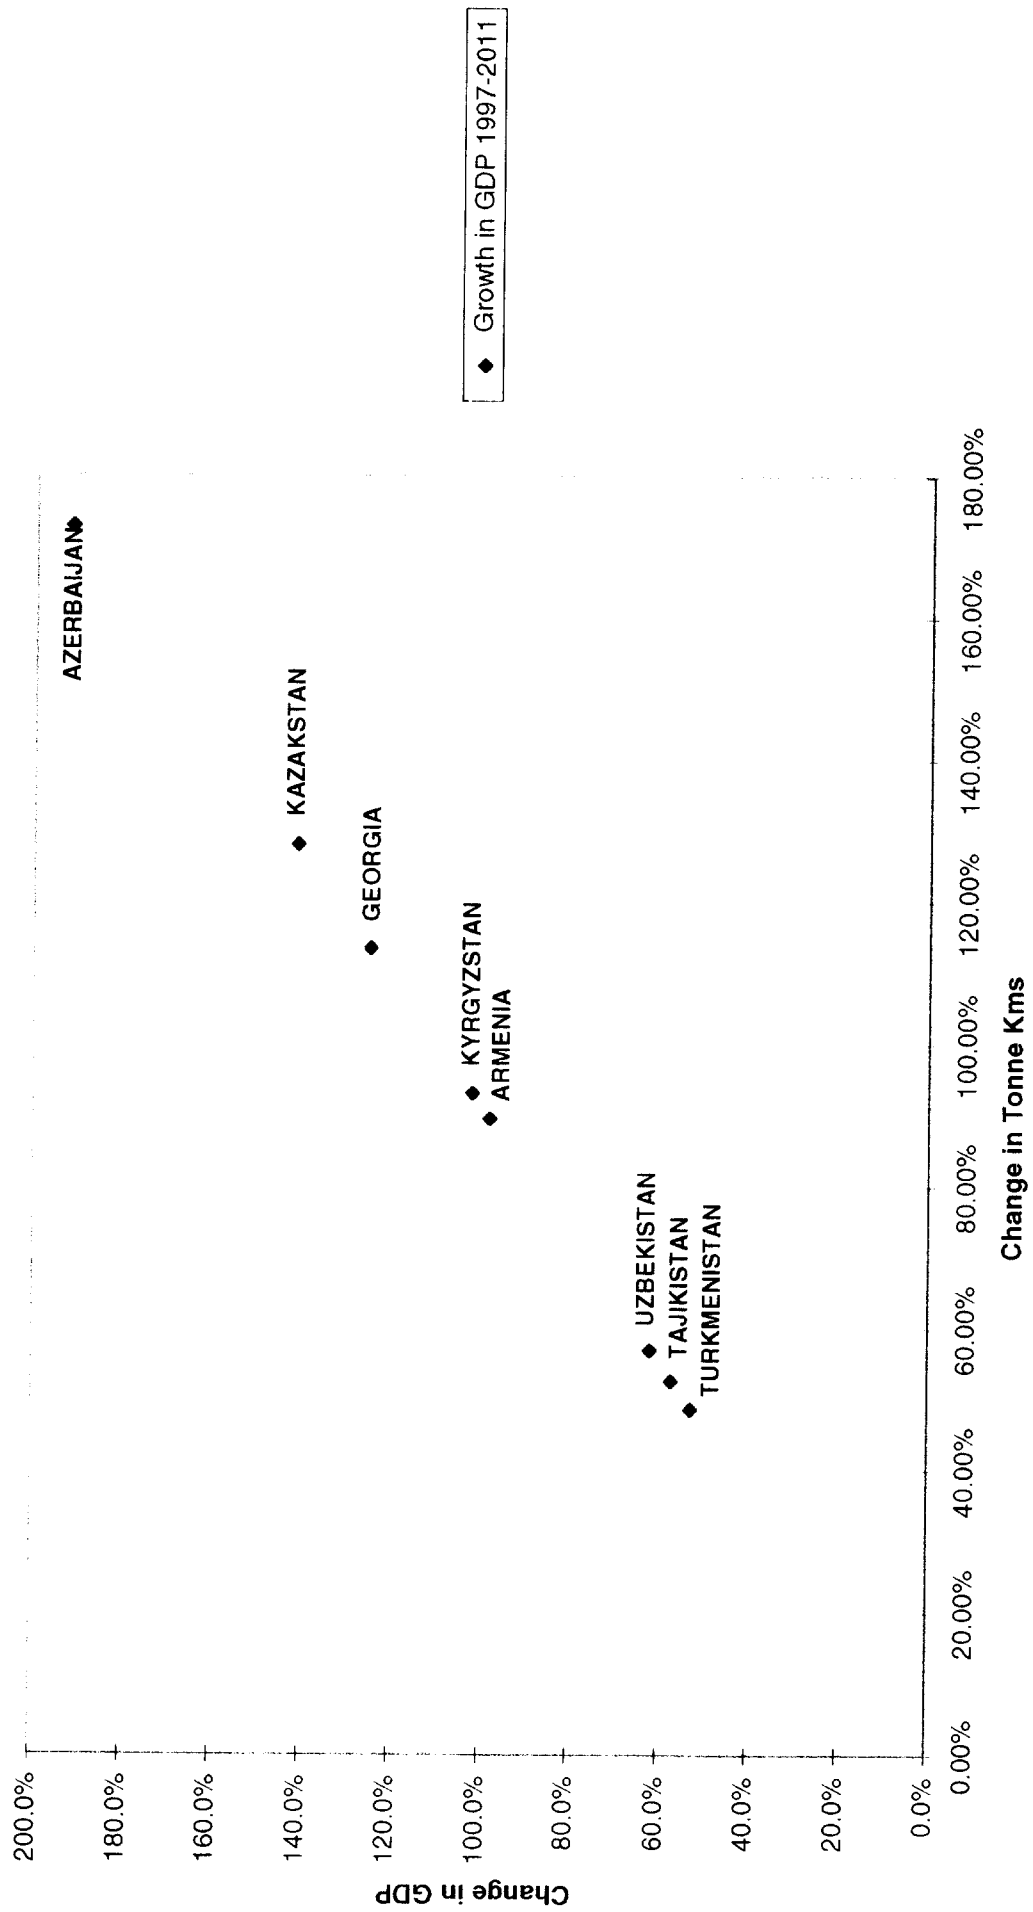 200.0%
180.0%
160.0%
140.0%
120.0%
100.0%
80.0%
60.0%
40.0%
20.0%
0.0%
Change in GDP
AZERBAIJAN
KAZAKSTAN
GEORGIA
KYRGYZSTAN
ARMENIA
UZBEKISTAN
TAJIKISTAN
TURKMENISTAN
0.00% 20.00% 40.00% 60.00% 80.00% 100.00% 120.00% 140.00% 160.00% 180.00%
Change in Tonne Kms
Growth in GDP 1997-2011